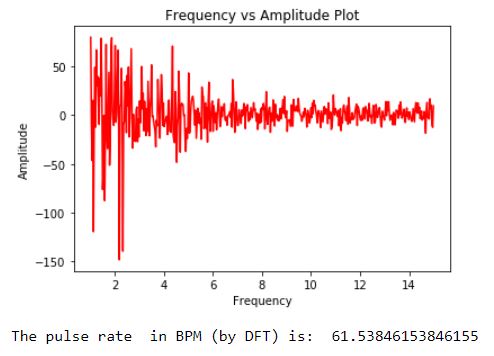 Frequency vs Amplitude Plot
50
0
−50
−100
−150
Amplitude
2 4 6 8 10 12 14
Frequency
The pulse rate  in BPM (by DFT) is:  61.53846153846155